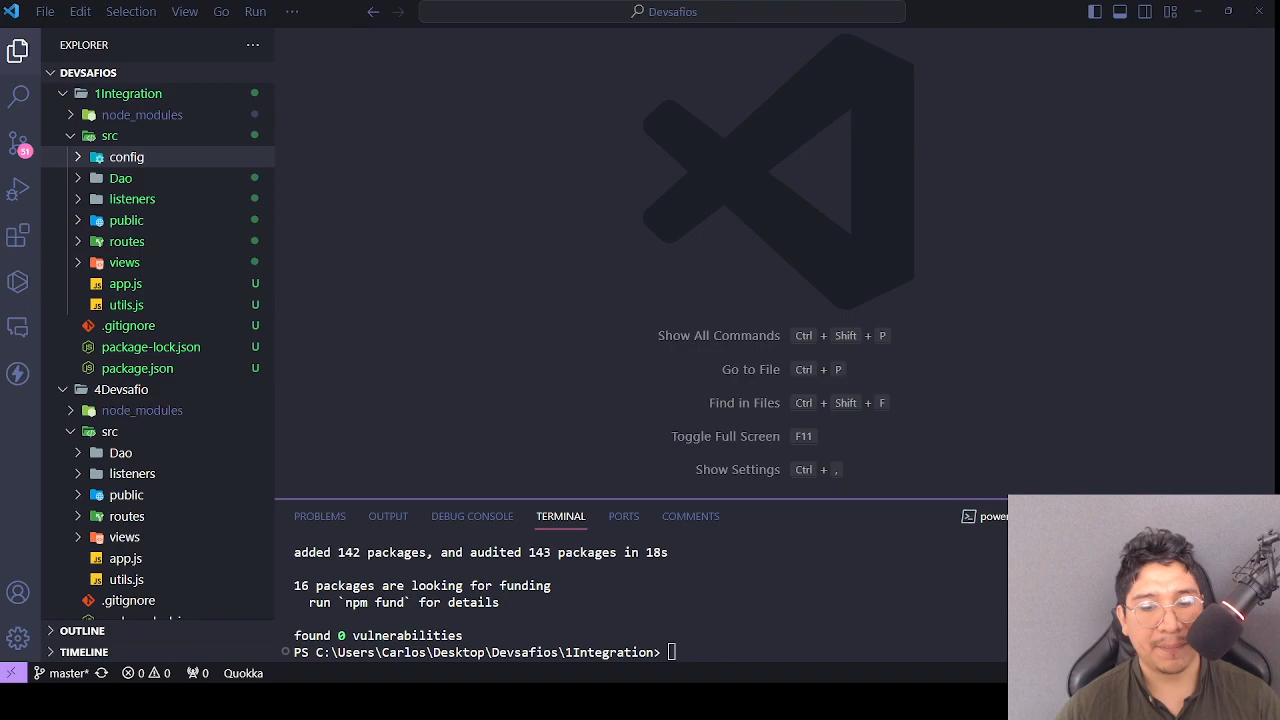 File Edit Selection View Go Run ···
Devsafios
EXPLORER
DEVSAFIOS
1Integration
node_modules
src
config
Dao
listeners
public
routes
views
app.js U
utils.js U
.gitignore U
package-lock.json U
package.json U
4Devsafio
node_modules
src
Dao
listeners
public
routes
views
app.js
utils.js
.gitignore
OUTLINE
TIMELINE
51
Show All Commands Ctrl + Shift + P
Go to File Ctrl + P
Find in Files Ctrl + Shift + F
Toggle Full Screen F11
Show Settings Ctrl + ,
PROBLEMS OUTPUT DEBUG CONSOLE TERMINAL PORTS COMMENTS
added 142 packages, and audited 143 packages in 18s
16 packages are looking for funding
run `npm fund` for details
found 0 vulnerabilities
PS C:\Users\Carlos\Desktop\Devsafios\1Integration>
master* 0 0 0 Quokka